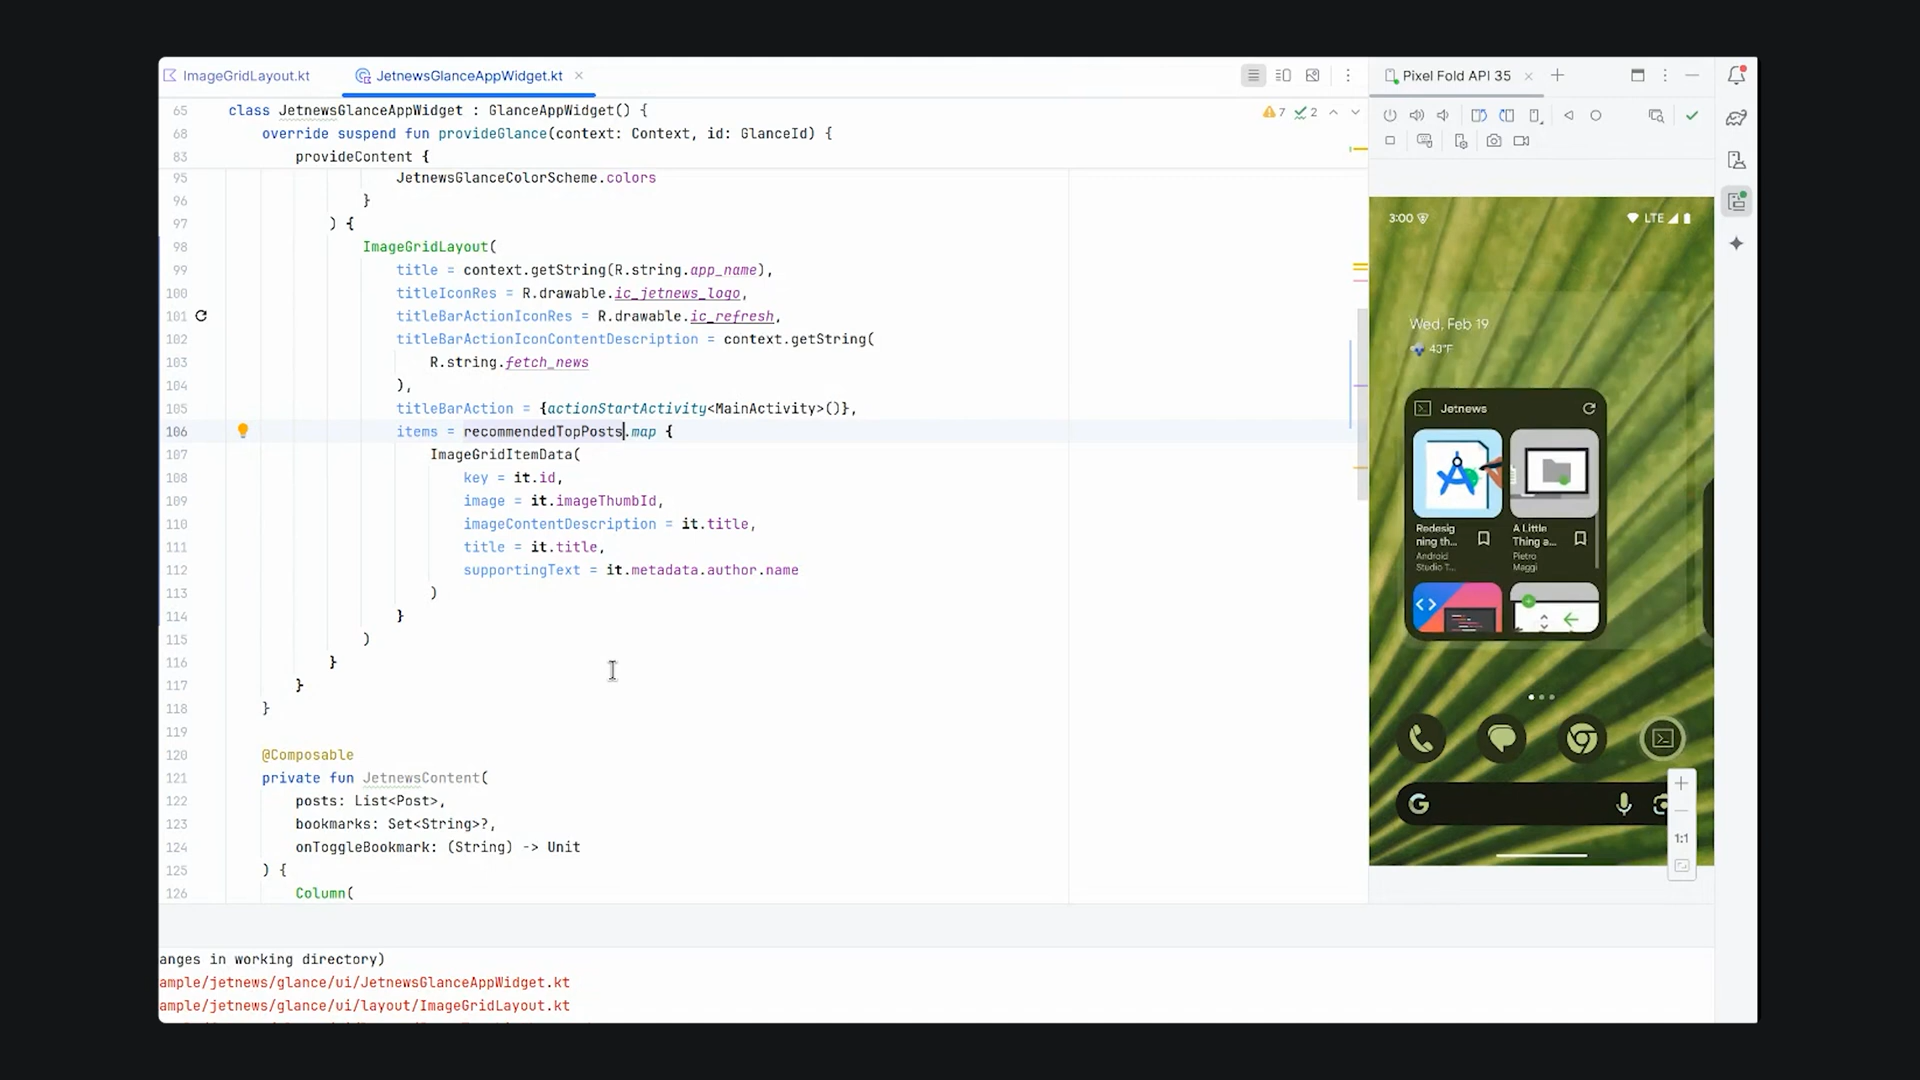 ImageGridLayout.kt
JetnewsGlanceAppWidget.kt
Pixel Fold API 35
65 class JetnewsGlanceAppWidget : GlanceAppWidget() {
7 2
68 override suspend fun provideGlance(context: Context, id: GlanceId) {
83 provideContent {
95 JetnewsGlanceColorScheme.colors
96 }
97 ) {
98 ImageGridLayout(
99 title = context.getString(R.string.app_name),
100 titleIconRes = R.drawable.ic_jetnews_logo,
101 titleBarActionIconRes = R.drawable.ic_refresh,
102 titleBarActionIconContentDescription = context.getString(
103 R.string.fetch_news
104 ),
105 titleBarAction = {actionStartActivity<MainActivity>()},
106 items = recommendedTopPosts.map {
107 ImageGridItemData(
108 key = it.id,
109 image = it.imageThumbId,
110 imageContentDescription = it.title,
111 title = it.title,
112 supportingText = it.metadata.author.name
113 )
114 }
115 )
116 }
117 }
118 }
119
120 @Composable
121 private fun JetnewsContent(
122 posts: List<Post>,
123 bookmarks: Set<String>?,
124 onToggleBookmark: (String) -> Unit
125 ) {
126 Column(
anges in working directory)
ample/jetnews/glance/ui/JetnewsGlanceAppWidget.kt
ample/jetnews/glance/ui/layout/ImageGridLayout.kt
3:00
LTE
Wed, Feb 19
43°F
Jetnews
Redesig
ning th...
Android
Studio T...
A Little
Thing a...
Pietro
Maggi
1:1